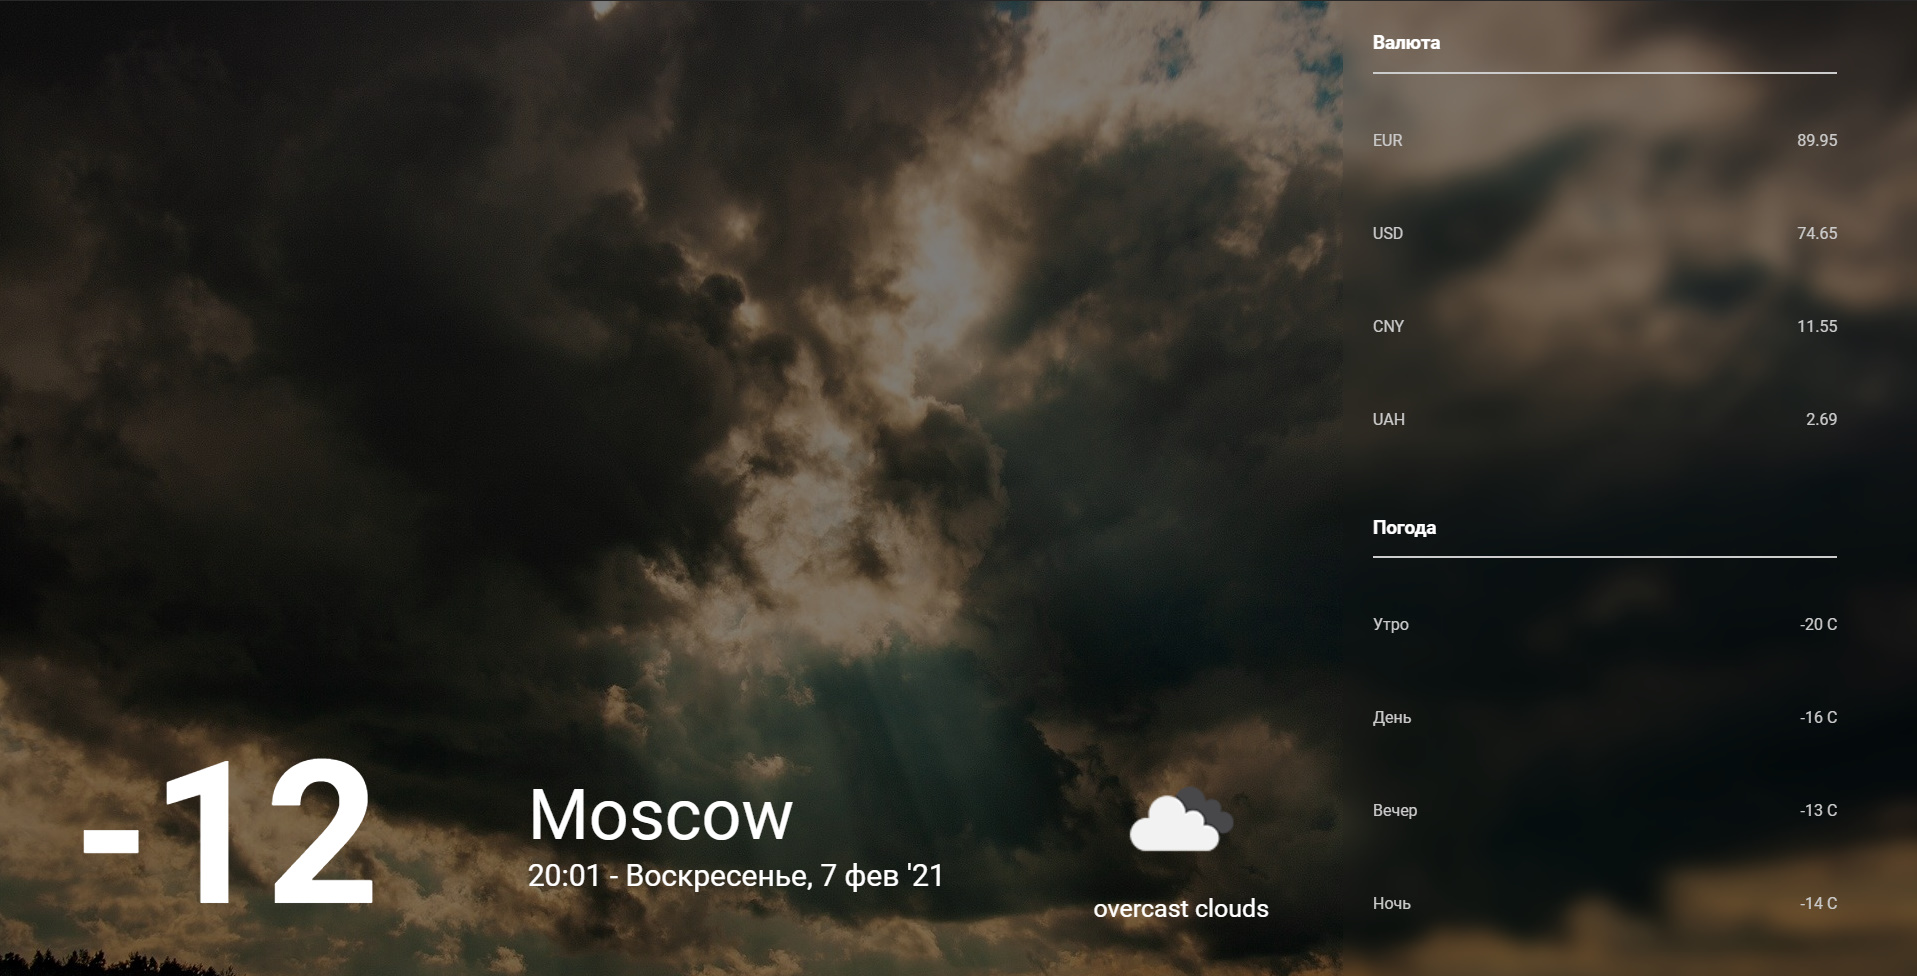 -12
Moscow
20:01 - Воскресенье, 7 фев '21
overcast clouds
Валюта
EUR 89.95
USD 74.65
CNY 11.55
UAH 2.69
Погода
Утро -20 C
День -16 C
Вечер -13 C
Ночь -14 C